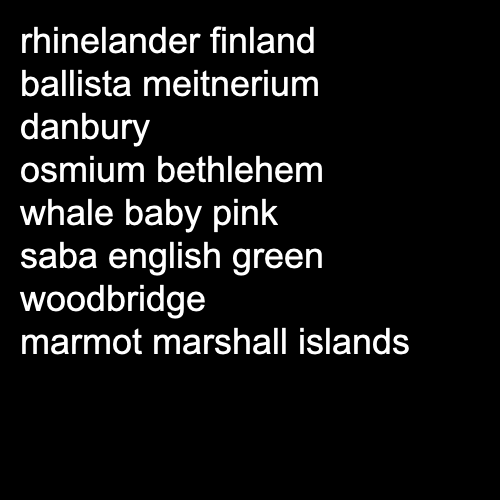 rhinelander finland
ballista meitnerium
danbury
osmium bethlehem
whale baby pink
saba english green
woodbridge
marmot marshall islands